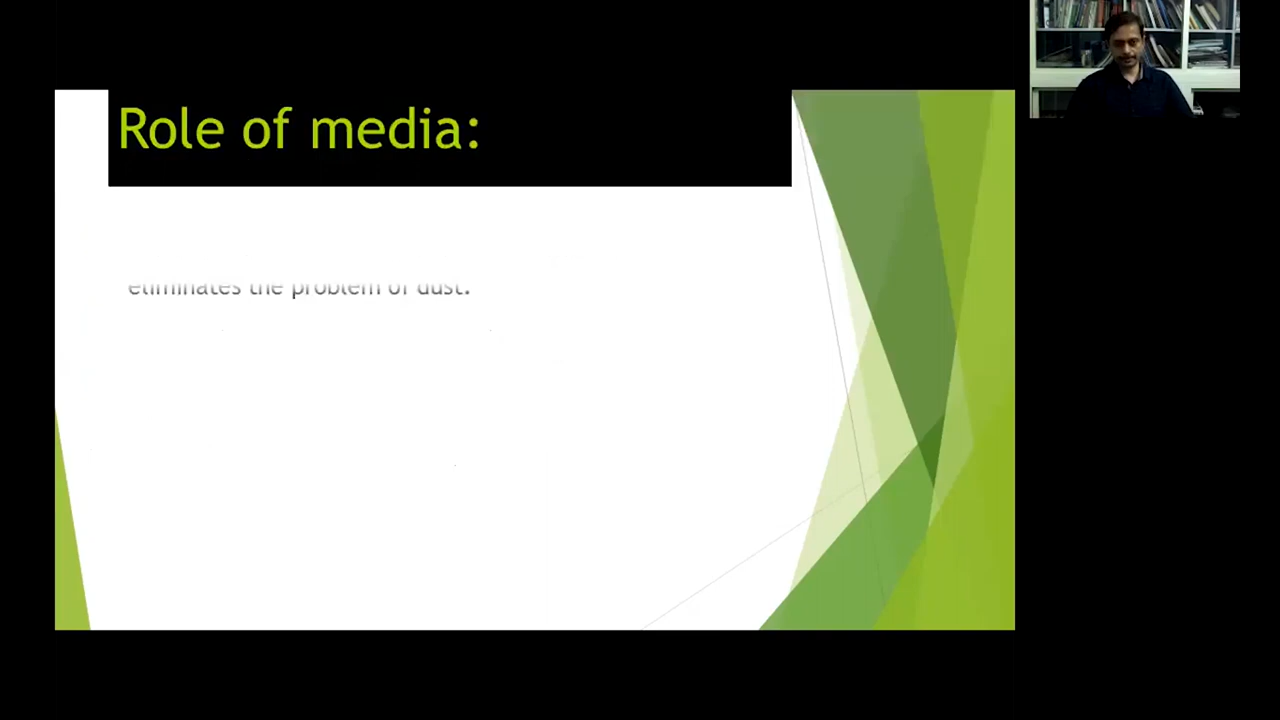 Role of media:
eliminates the problem of dust.